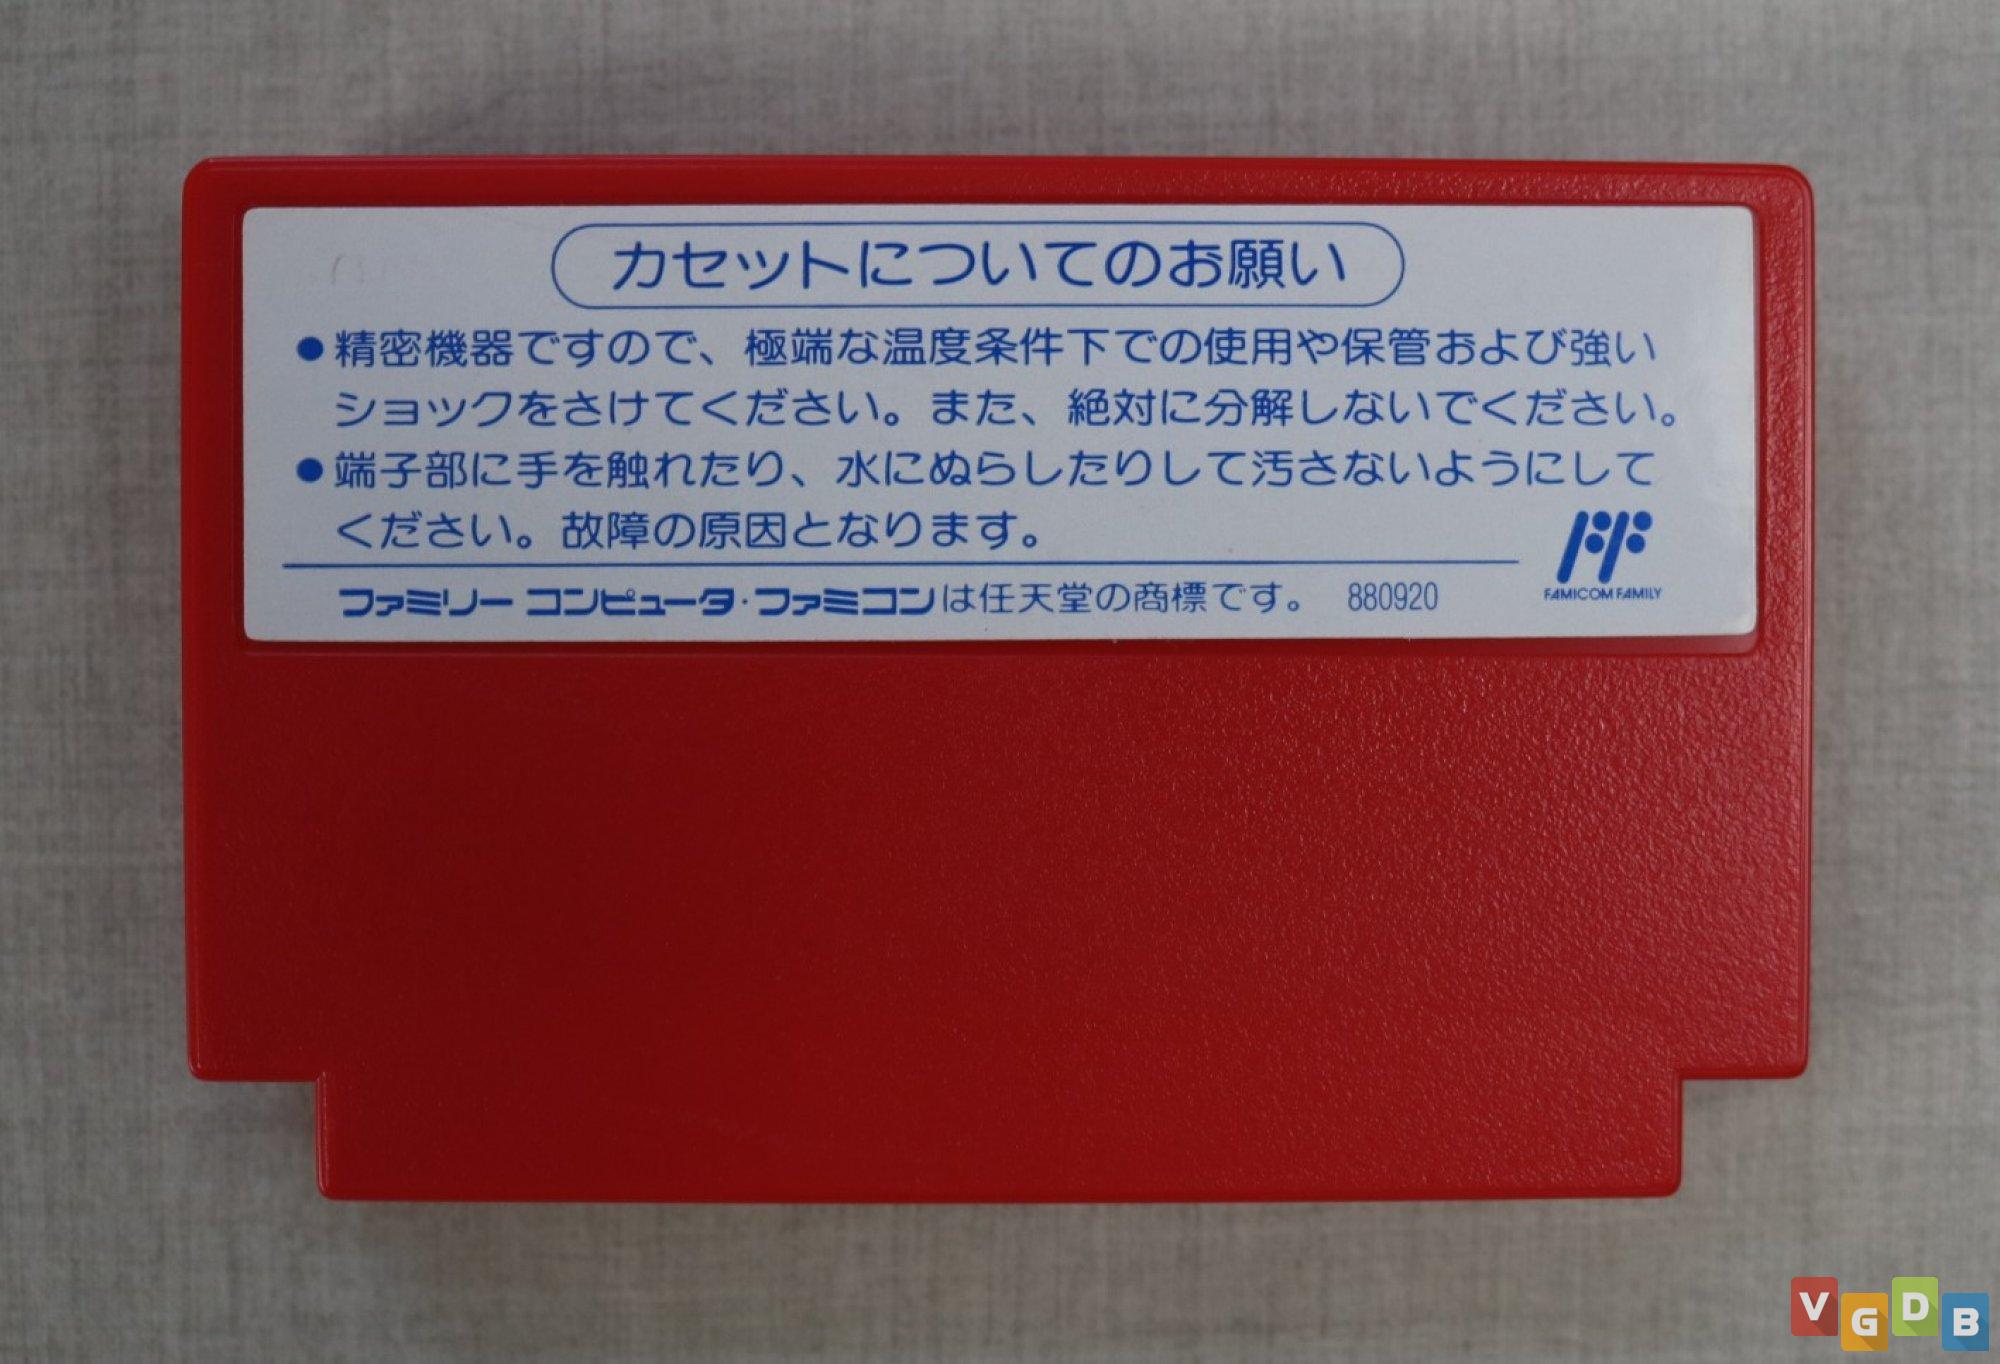 カセットについてのお願い
●精密機器ですので、極端な温度条件下での使用や保管および強い
ショックをさけてください。また、絶対に分解しないでください。
●端子部に手を触れたり、水にぬらしたりして汚さないようにして
ください。故障の原因となります。
ファミリー コンピュータ・ファミコンは任天堂の商標です。 880920
FAMICOM FAMILY
VGDB